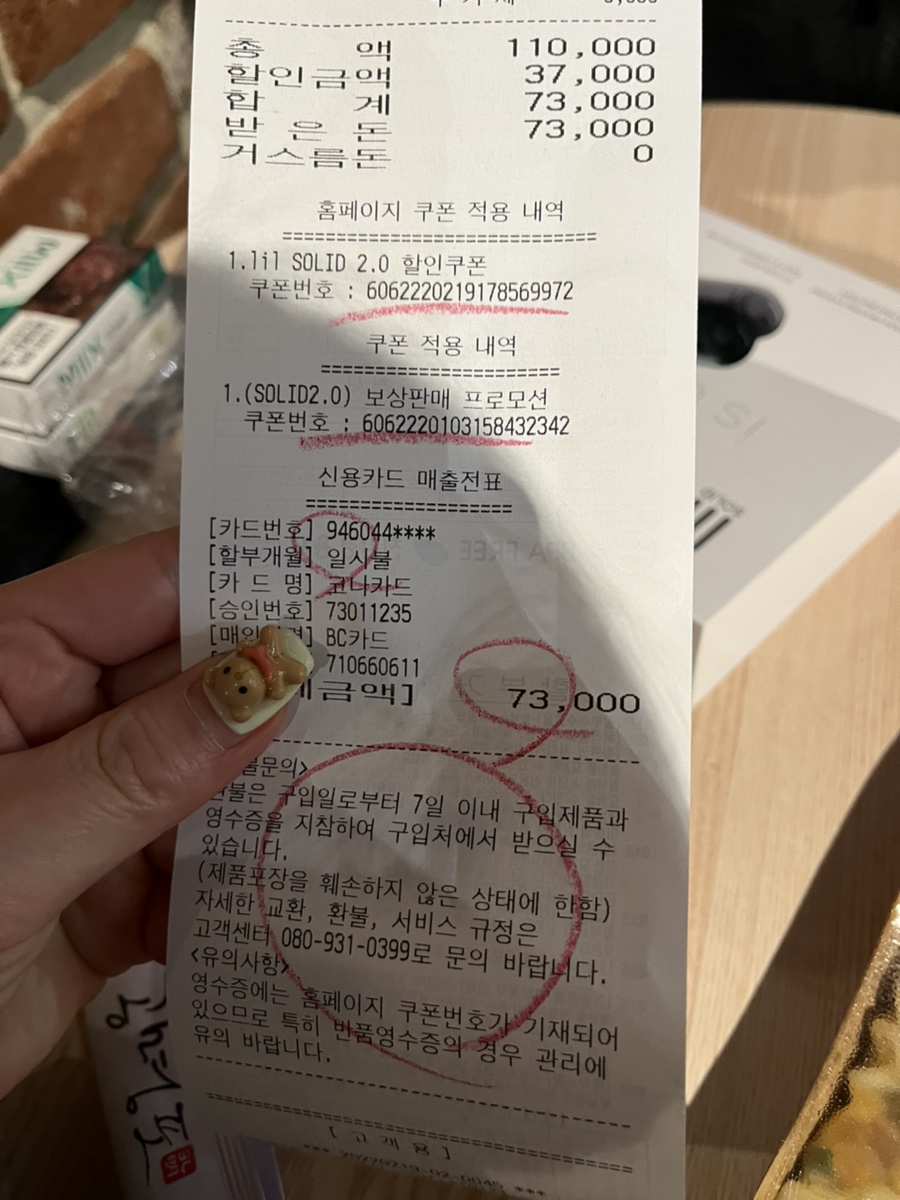 총 액 110,000
할인금액 37,000
합 계 73,000
받 은 돈 73,000
거스름돈 0
홈페이지 쿠폰 적용 내역
=============================
1.lil SOLID 2.0 할인쿠폰
쿠폰번호 : 6062220219178569972
쿠폰 적용 내역
======================
1.(SOLID2.0) 보상판매 프로모션
쿠폰번호 : 6062220103158432342
신용카드 매출전표
===================
[카드번호] 946044****
[할부개월] 일시불
[카 드 명] 코나카드
[승인번호] 73011235
BC카드
710660611
금액] 73,000
환불은 구입일로부터 7일 이내 구입제품과
영수증을 지참하여 구입처에서 받으실 수
있습니다.
(제품포장을 훼손하지 않은 상태에 한함)
자세한 교환, 환불, 서비스 규정은
고객센터 080-931-0399로 문의 바랍니다.
<유의사항>
영수증에는 홈페이지 쿠폰번호가 기재되어
있으므로 특히 반품영수증의 경우 관리에
유의 바랍니다.
[ 고 객 용 ]